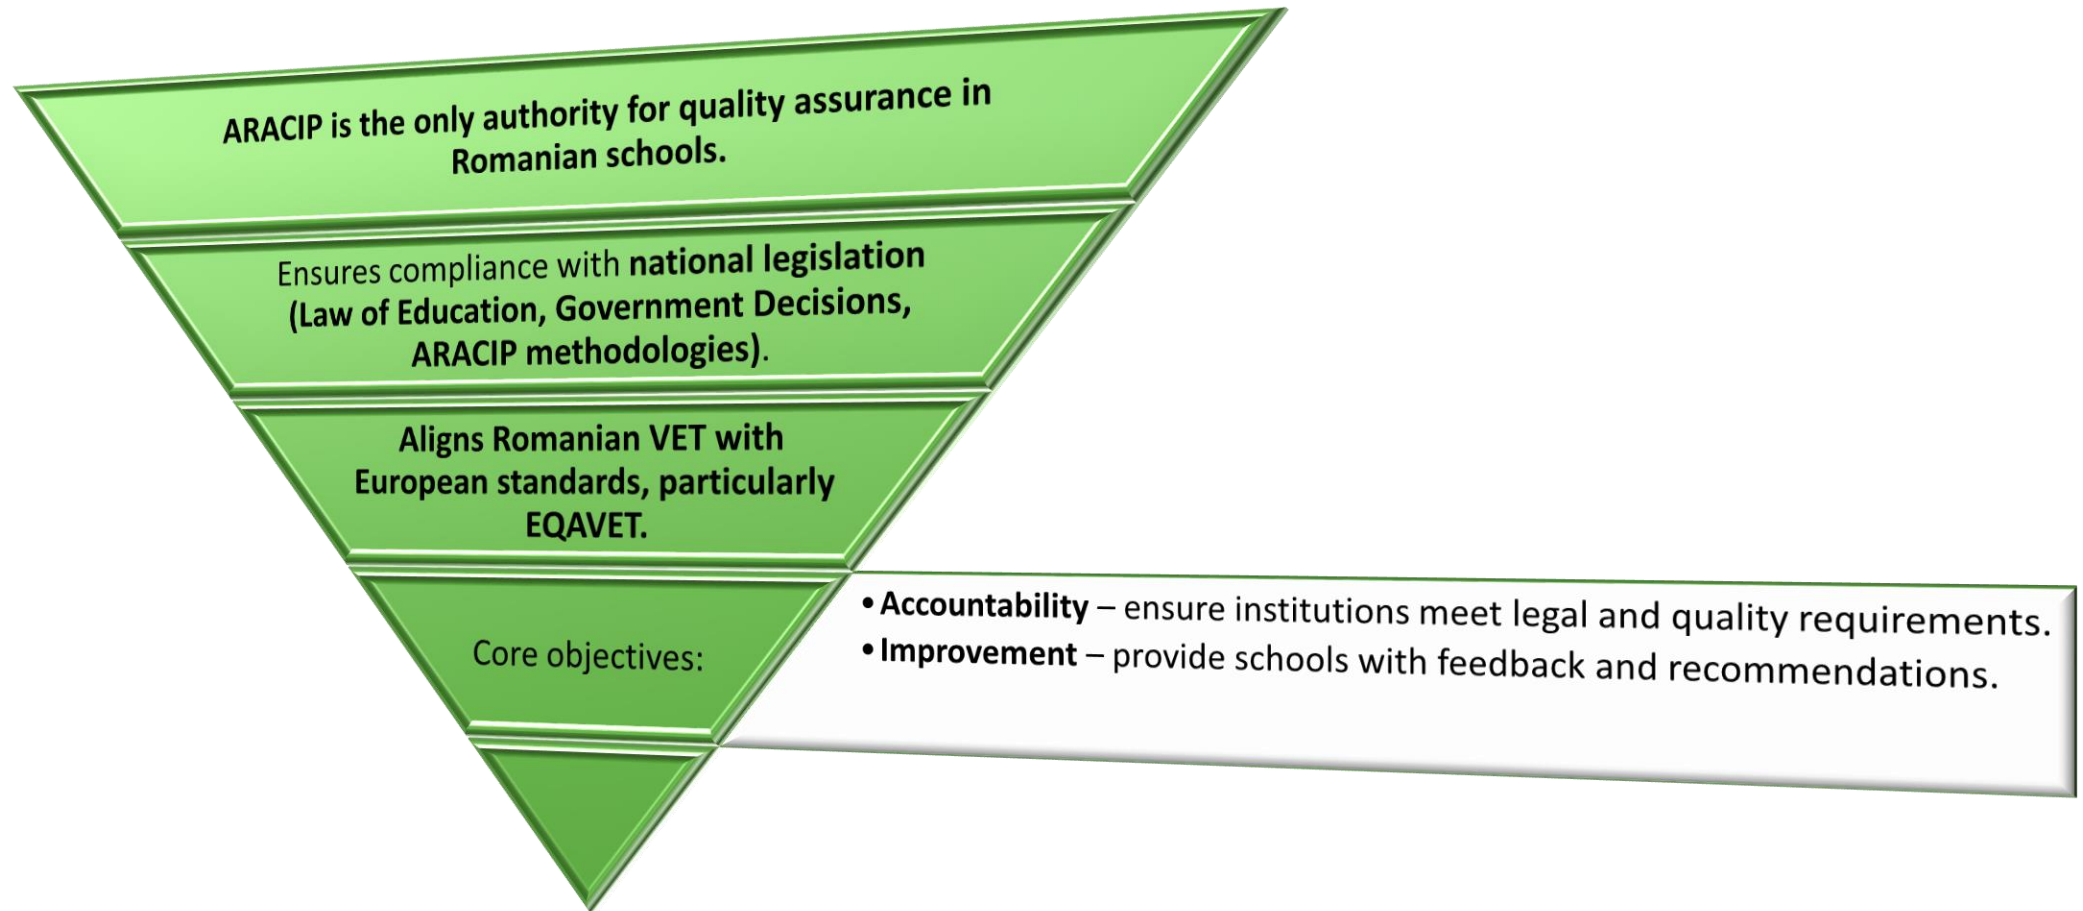 ARACIP is the only authority for quality assurance in
Romanian schools.
Ensures compliance with national legislation
(Law of Education, Government Decisions,
ARACIP methodologies).
Aligns Romanian VET with
European standards, particularly
EQAVET.
Core objectives:
• Accountability – ensure institutions meet legal and quality requirements.
• Improvement – provide schools with feedback and recommendations.